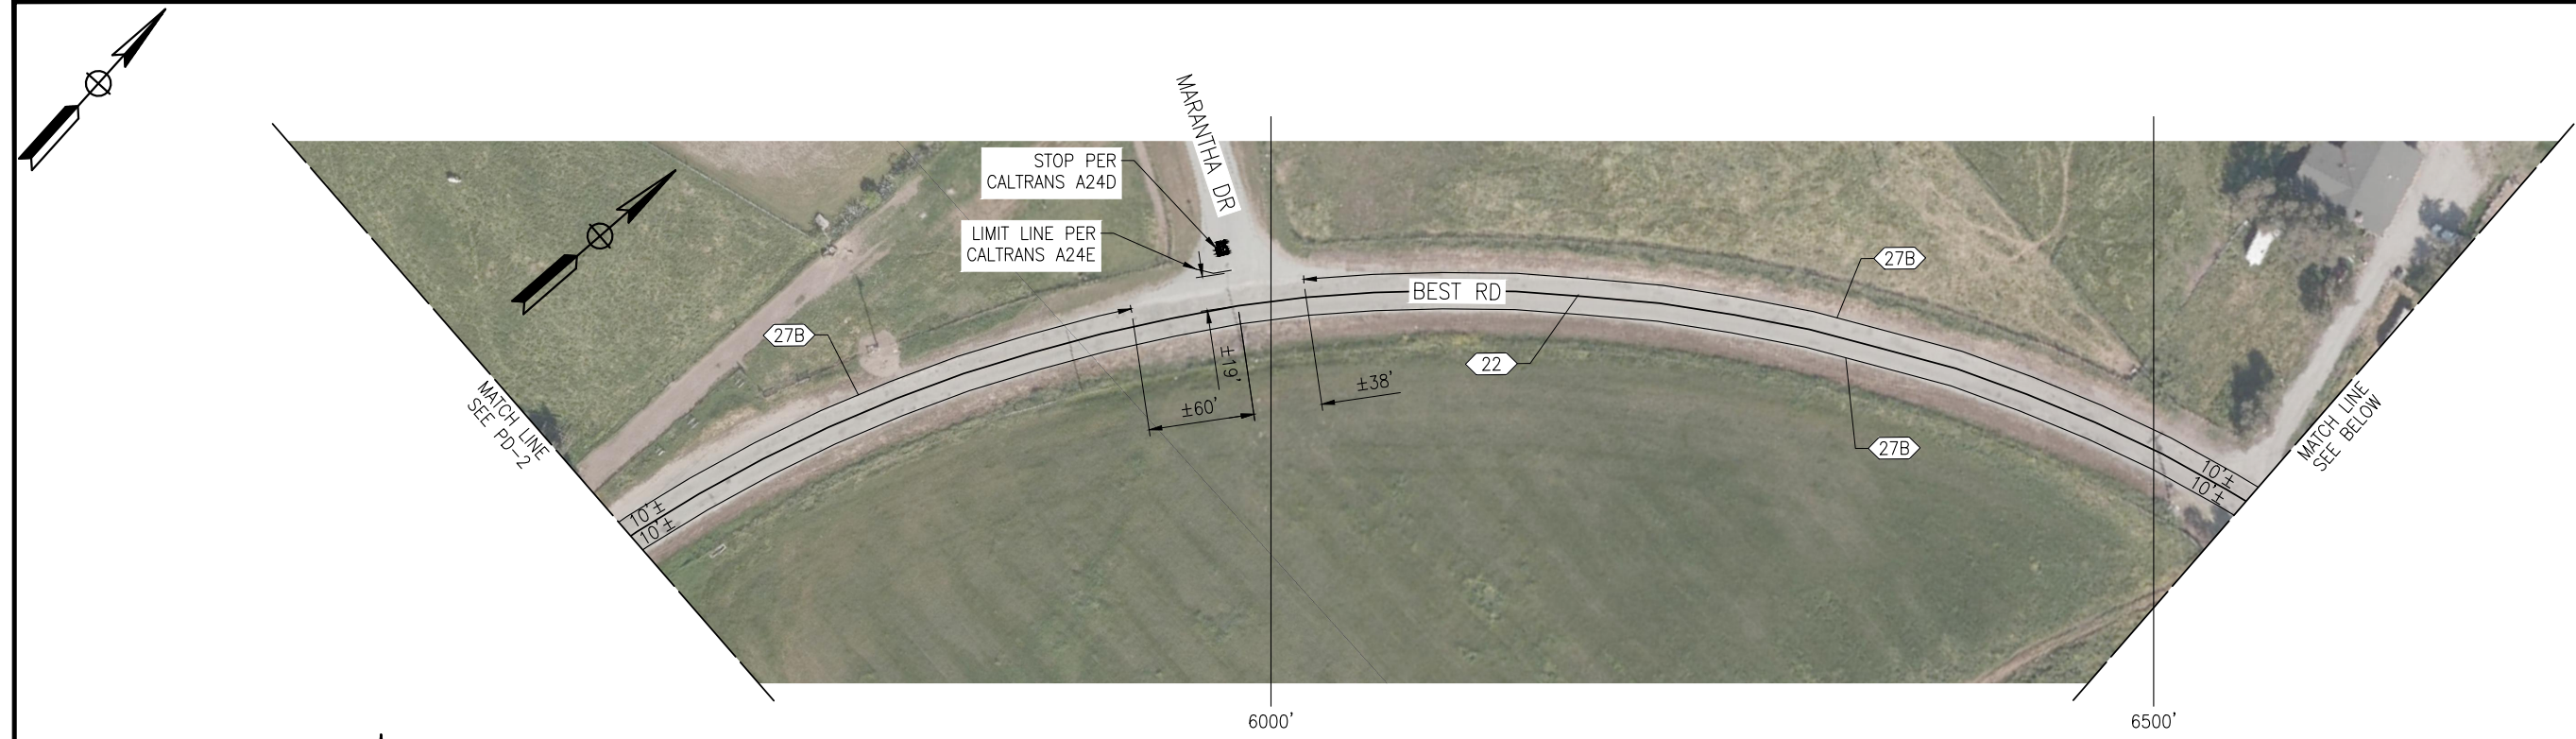 MARANTHA DR
STOP PER
CALTRANS A24D
LIMIT LINE PER
CALTRANS A24E
27B
BEST RD
27B
±19'
22
±38'
±60'
27B
MATCH LINE
SEE PD-2
MATCH LINE
SEE BELOW
10'±
10'±
10'±
10'±
6000'
6500'